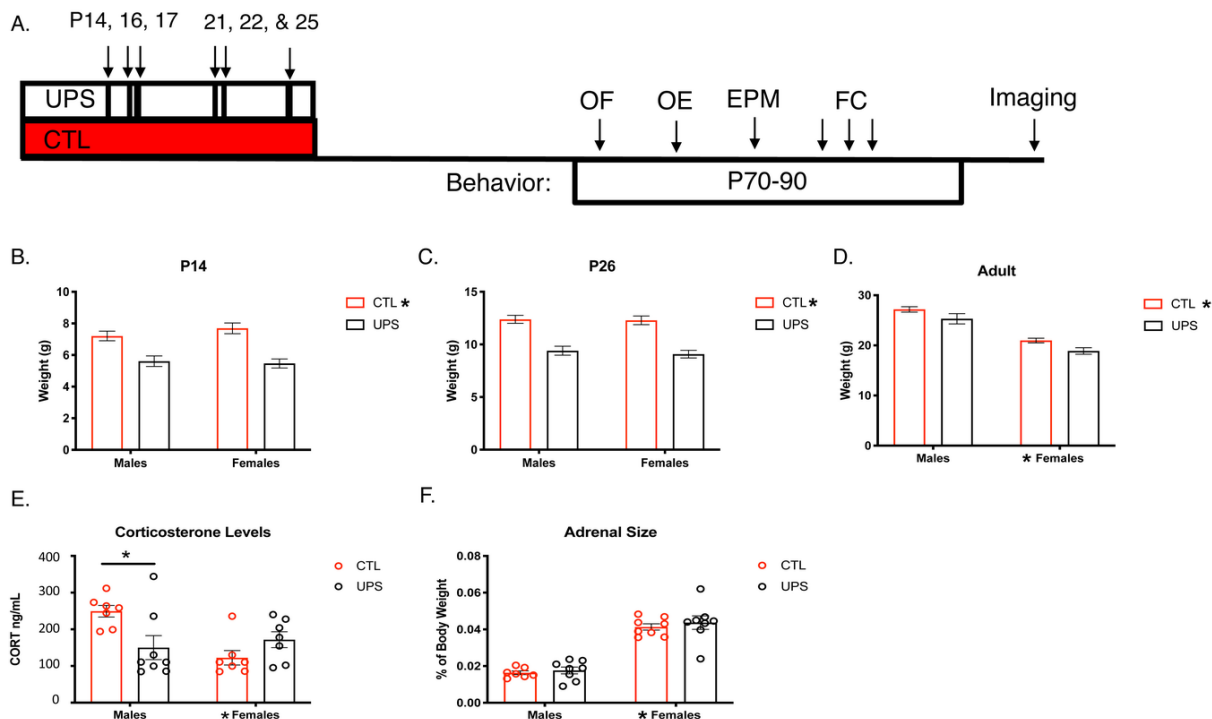 A.
P14, 16, 17 21, 22, & 25
UPS
CTL
OF OE EPM FC Imaging
Behavior: P70-90
B.
P14
Weight (g)
10
8
6
4
2
0
Males Females
CTL *
UPS
C.
P26
Weight (g)
15
10
5
0
Males Females
CTL *
UPS
D.
Adult
Weight (g)
30
20
10
0
Males * Females
CTL *
UPS
E.
Corticosterone Levels
CORT ng/mL
400
300
200
100
0
*
Males * Females
CTL
UPS
F.
Adrenal Size
% of Body Weight
0.08
0.06
0.04
0.02
0.00
Males * Females
CTL
UPS